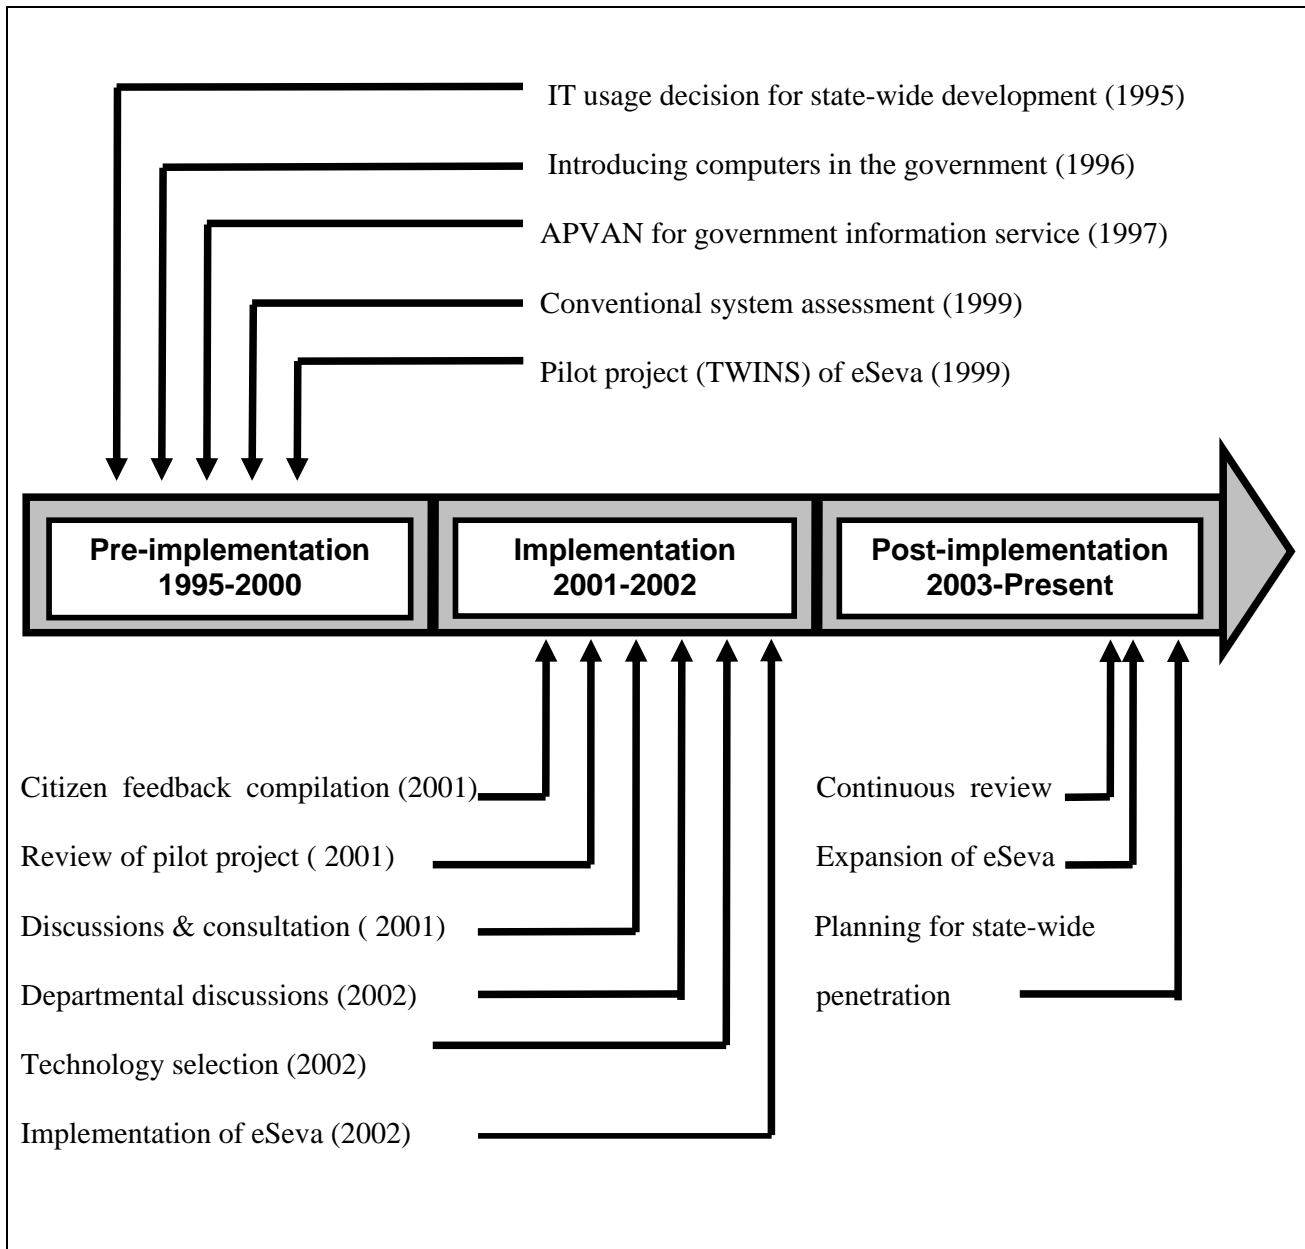 IT usage decision for state-wide development (1995)
Introducing computers in the government (1996)
APVAN for government information service (1997)
Conventional system assessment (1999)
Pilot project (TWINS) of eSeva (1999)
Pre-implementation
1995-2000
Implementation
2001-2002
Post-implementation
2003-Present
Citizen feedback compilation (2001)
Review of pilot project ( 2001)
Discussions & consultation ( 2001)
Departmental discussions (2002)
Technology selection (2002)
Implementation of eSeva (2002)
Continuous review
Expansion of eSeva
Planning for state-wide
penetration